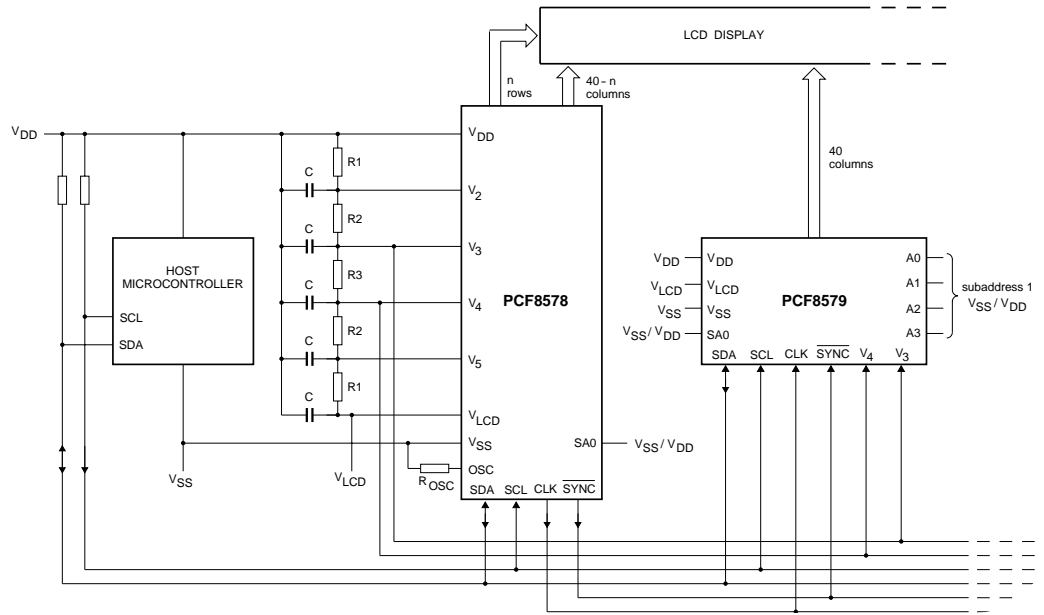 LCD DISPLAY
n
rows
40 - n
columns
VDD
VDD
R1
C
V2
R2
C
V3
R3
C
V4
R2
C
V5
R1
C
VLCD
VSS
OSC
ROSC
VSS
VLCD
HOST
MICROCONTROLLER
SCL
SDA
PCF8578
SA0
VSS / VDD
SDA
SCL
CLK
SYNC
40
columns
VDD
VLCD
VSS
VSS / VDD
VDD
VLCD
VSS
SA0
PCF8579
A0
A1
A2
A3
subaddress 1
VSS / VDD
SDA
SCL
CLK
SYNC
V4
V3